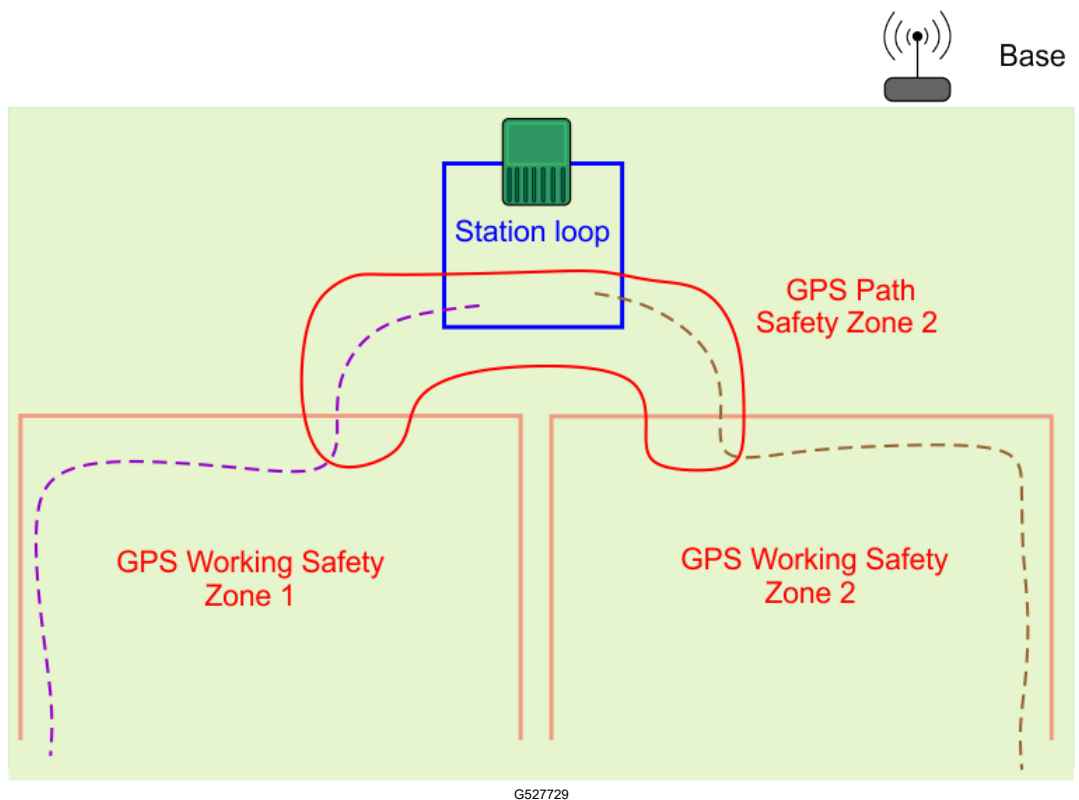 Base
Station loop
GPS Path
Safety Zone 2
GPS Working Safety
Zone 1
GPS Working Safety
Zone 2
G527729